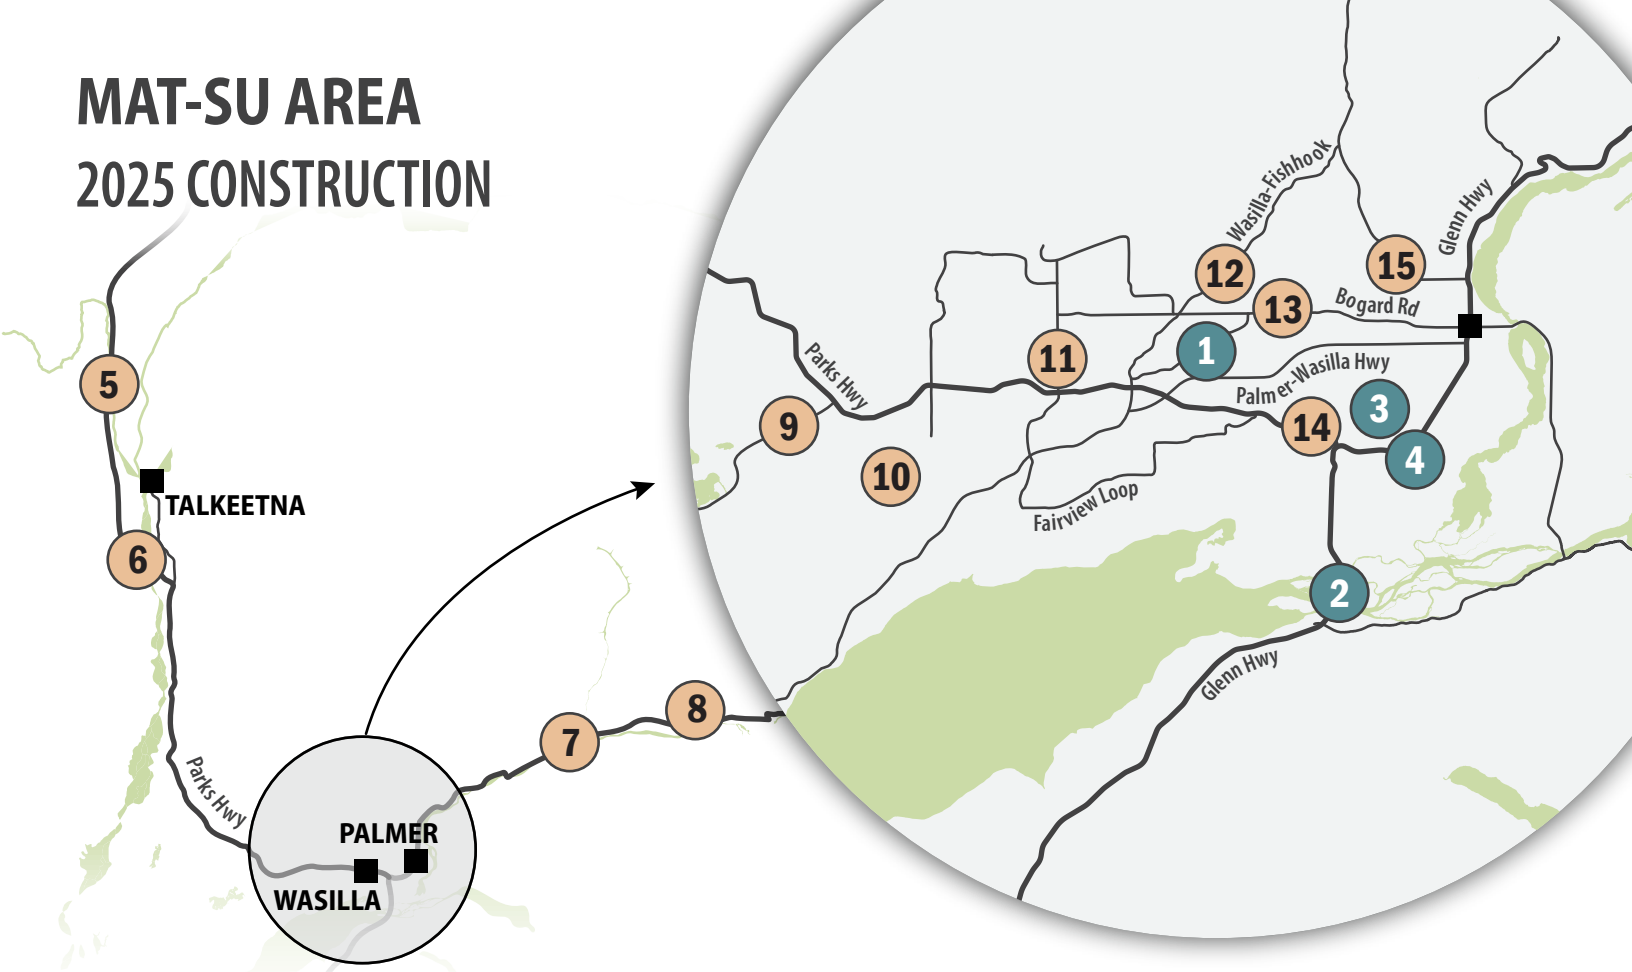 MAT-SU AREA
2025 CONSTRUCTION
Wasilla-Fishhook
Glenn Hwy
12
15
13
Bogard Rd
1
11
Parks Hwy
Palmer-Wasilla Hwy
5
3
9
14
4
10
TALKEETNA
Fairview Loop
6
2
Glenn Hwy
8
7
Parks Hwy
PALMER
WASILLA